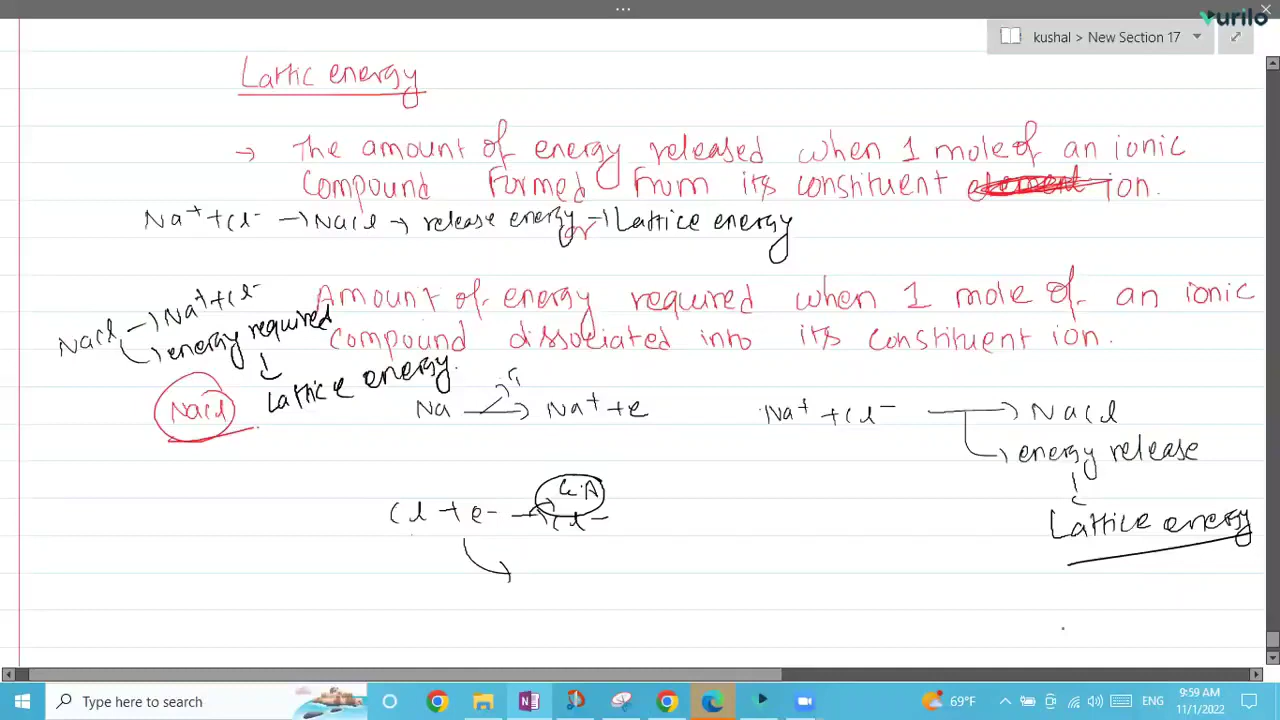 yurilo
kushal > New Section 17
Lattic energy
→ The amount of energy released when 1 mole of an ionic
compound Formed From its constituent ion.
Na+ + Cl- → NaCl → release energy → Lattice energy
or
NaCl → Na+ + Cl-
→ energy required
Lattice energy.
Amount of energy required when 1 mole of an ionic
compound dissociated into its constituent ion.
NaCl
Na → Na+ + e
Na+ + Cl- → NaCl
→ energy release
Lattice energy
Cl + e- → Cl-
Type here to search
69°F
ENG
9:59 AM
11/1/2022